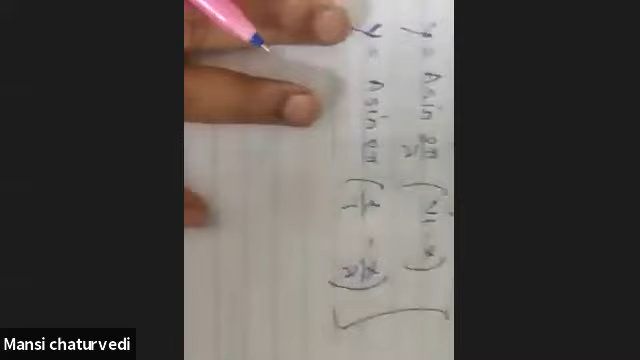 y = A sin 2π/λ (vt - x)
y = A sin 2π (t/T - x/λ)
Mansi chaturvedi